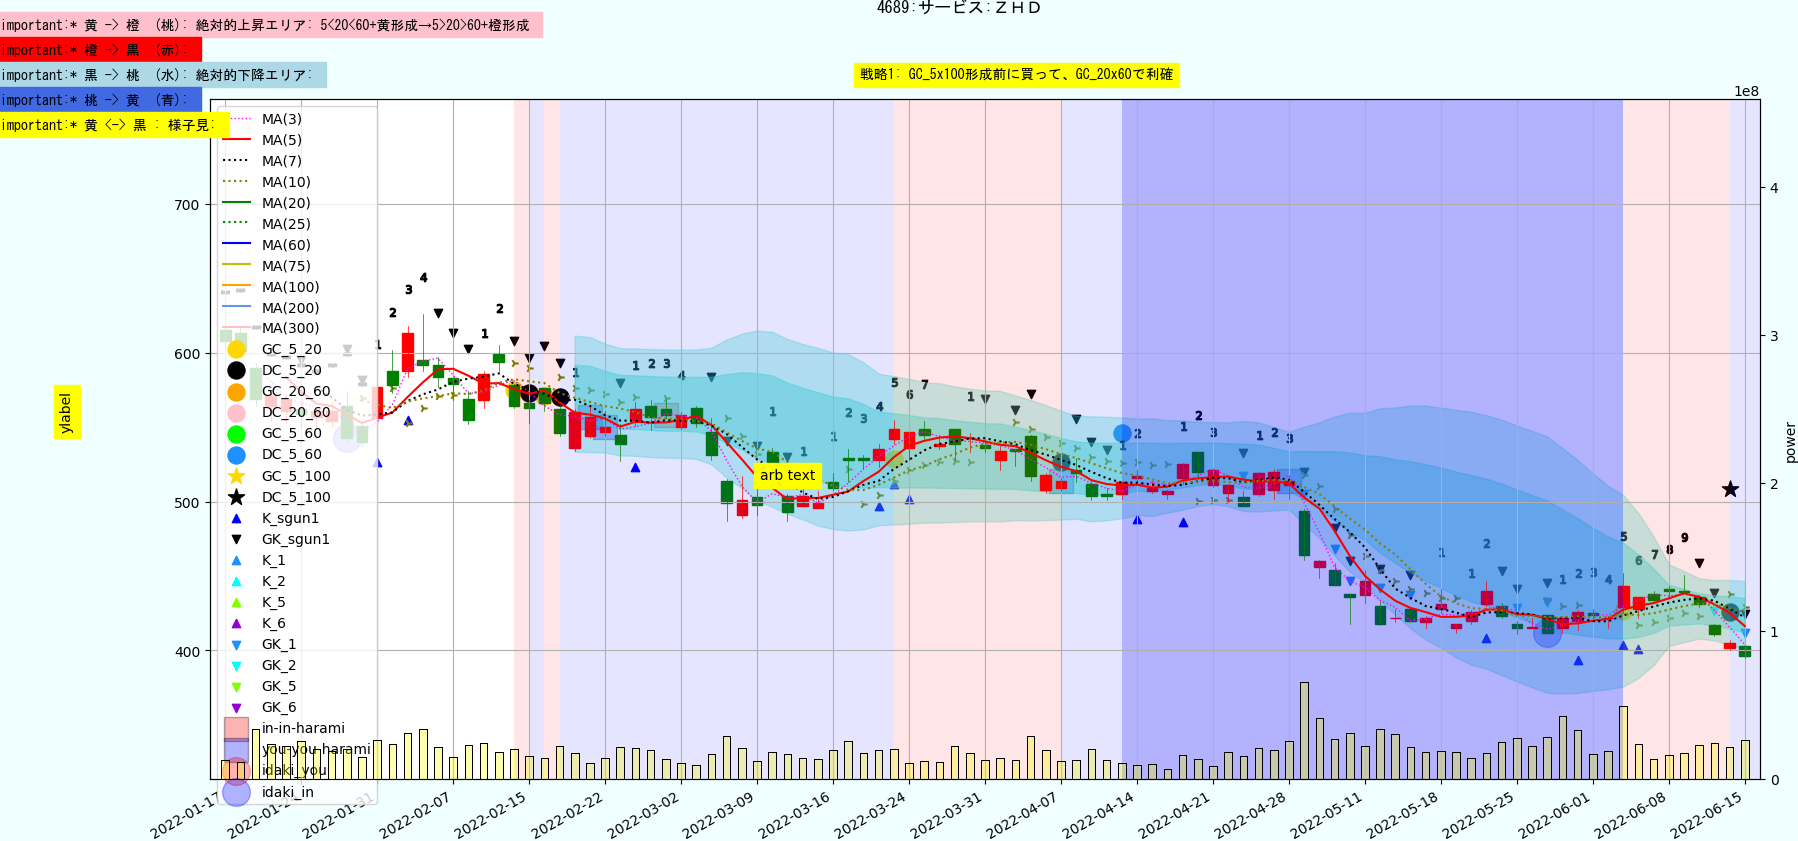 4689:サービス:ＺＨＤ
important:* 黄 -> 橙 (桃): 絶対的上昇エリア: 5<20<60+黄形成→5>20>60+橙形成
important:* 橙 -> 黒 (赤):
important:* 黒 -> 桃 (水): 絶対的下降エリア:
important:* 桃 -> 黄 (青):
important:* 黄 <-> 黒 : 様子見:
戦略1: GC_5x100形成前に買って、GC_20x60で利確
1e8
MA(3)
MA(5)
MA(7)
MA(10)
MA(20)
MA(25)
MA(60)
MA(75)
MA(100)
MA(200)
MA(300)
GC_5_20
DC_5_20
GC_20_60
DC_20_60
GC_5_60
DC_5_60
GC_5_100
DC_5_100
K_sgun1
GK_sgun1
K_1
K_2
K_5
K_6
GK_1
GK_2
GK_5
GK_6
in-in-harami
you-you-harami
idaki_you
idaki_in
700
600
500
400
ylabel
arb text
4
3
2
1
0
power
2022-01-17
2022-01-31
2022-02-07
2022-02-15
2022-02-22
2022-03-02
2022-03-09
2022-03-16
2022-03-24
2022-03-31
2022-04-07
2022-04-14
2022-04-21
2022-04-28
2022-05-11
2022-05-18
2022-05-25
2022-06-01
2022-06-08
2022-06-15